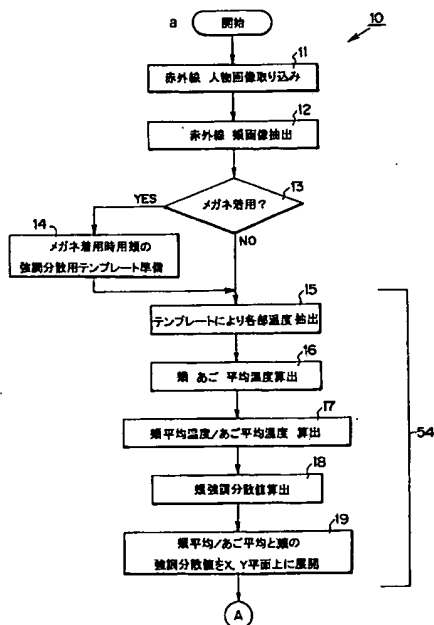 a
開始
10
11
赤外線 人物画像取り込み
12
赤外線 顔画像抽出
13
メガネ着用？
YES
NO
14
メガネ着用時用頬の
強調分散用テンプレート準備
15
テンプレートにより各部温度抽出
16
頬 あご 平均温度算出
17
頬平均温度/あご平均温度 算出
18
頬強調分散値算出
54
19
頬平均/あご平均と頬の
強調分散値をX, Y平面上に展開
A